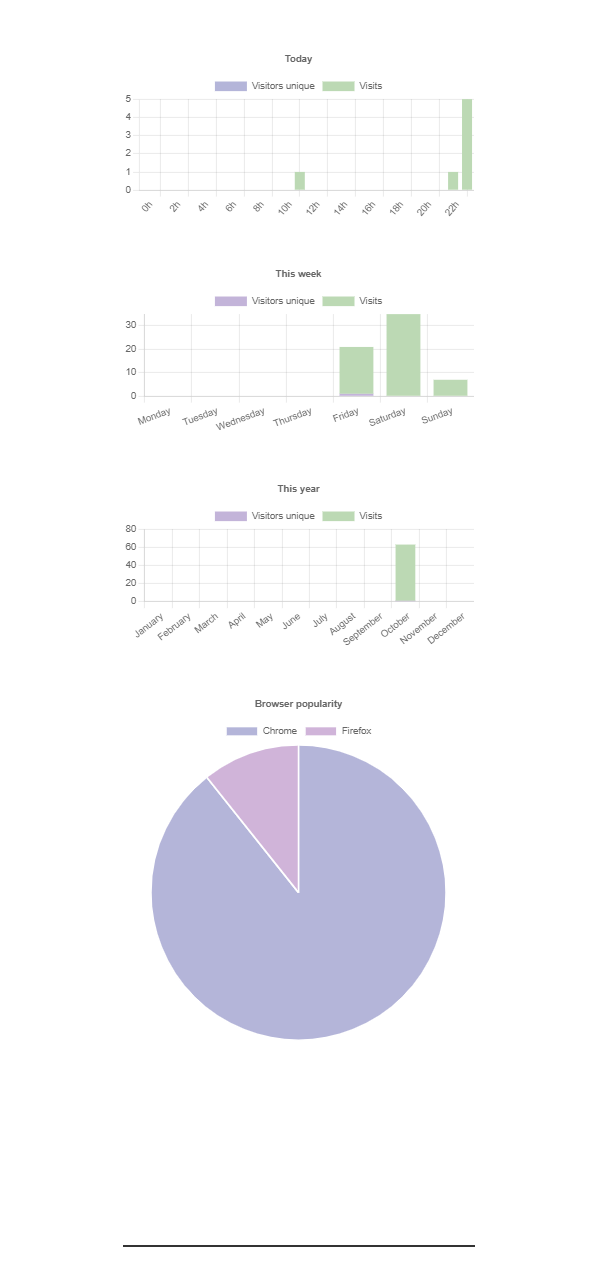 Today
Visitors unique Visits
5
4
3
2
1
0
0h 2h 4h 6h 8h 10h 12h 14h 16h 18h 20h 22h
This week
Visitors unique Visits
30
20
10
0
Monday Tuesday Wednesday Thursday Friday Saturday Sunday
This year
Visitors unique Visits
80
60
40
20
0
January February March April May June July August September October November December
Browser popularity
Chrome Firefox